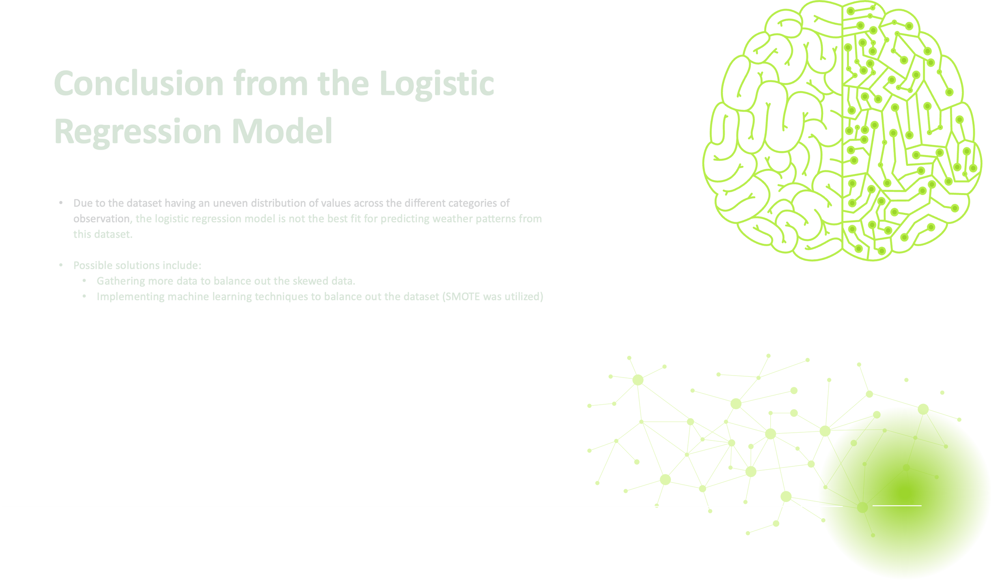 Conclusion from the Logistic
Regression Model
• Due to the dataset having an uneven distribution of values across the different categories of
observation, the logistic regression model is not the best fit for predicting weather patterns from
this dataset.
• Possible solutions include:
• Gathering more data to balance out the skewed data.
• Implementing machine learning techniques to balance out the dataset (SMOTE was utilized)